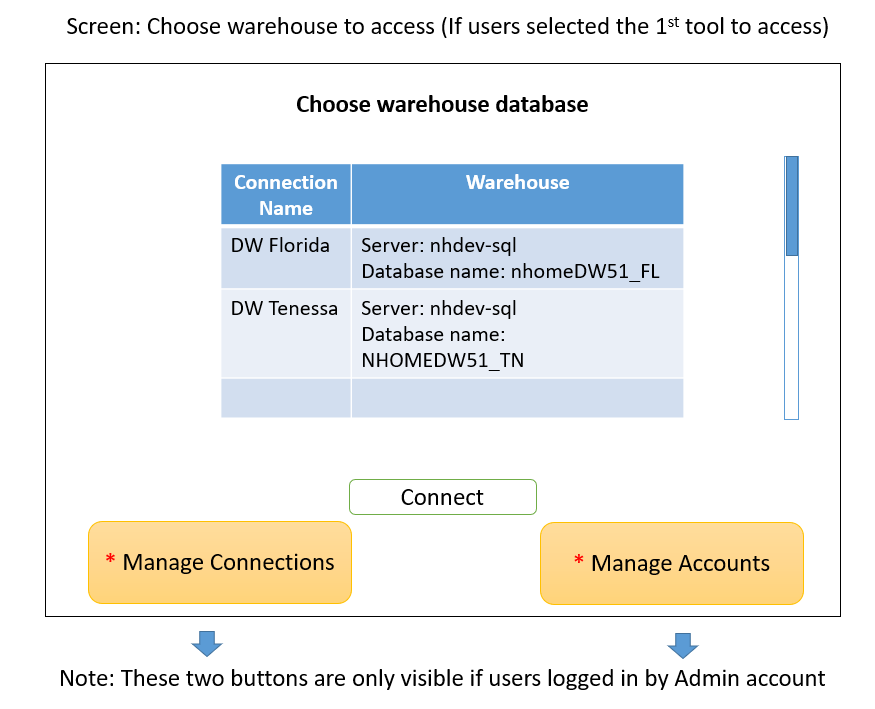 Screen: Choose warehouse to access (If users selected the 1st tool to access)
Choose warehouse database
Connection
Name
Warehouse
DW Florida
Server: nhdev-sql
Database name: nhomeDW51_FL
DW Tenessa
Server: nhdev-sql
Database name:
NHOMEDW51_TN
Connect
* Manage Connections
* Manage Accounts
Note: These two buttons are only visible if users logged in by Admin account